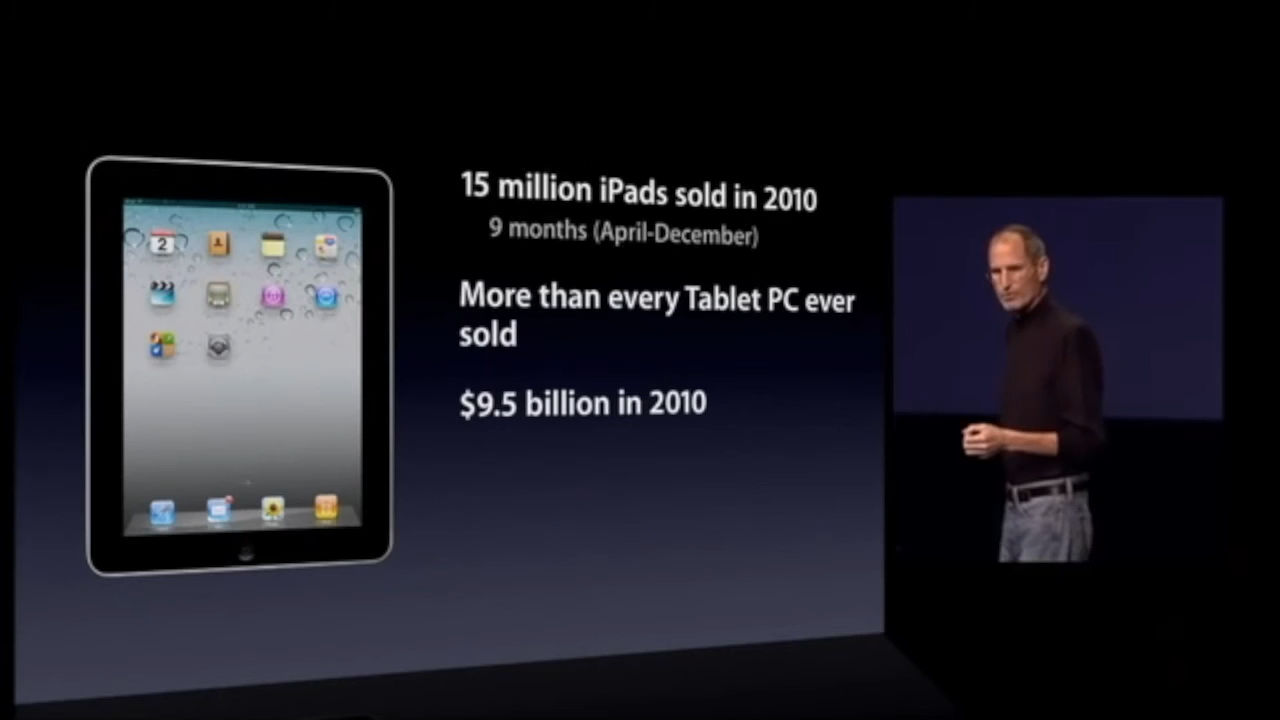 15 million iPads sold in 2010
9 months (April-December)
More than every Tablet PC ever
sold
$9.5 billion in 2010
2